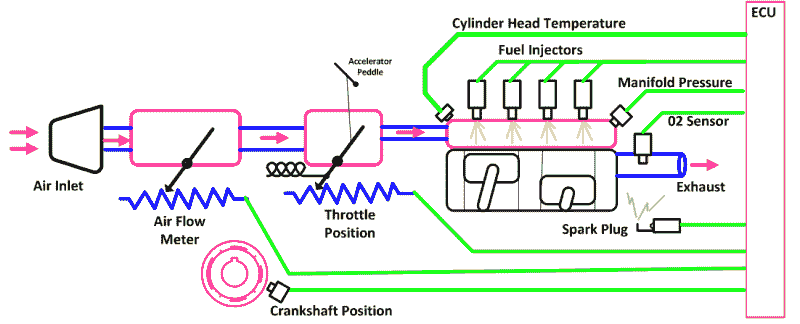 ECU
Cylinder Head Temperature
Fuel Injectors
Accelerator
Peddle
Manifold Pressure
02 Sensor
Air Inlet
Exhaust
Air Flow
Meter
Throttle
Position
Spark Plug
Crankshaft Position